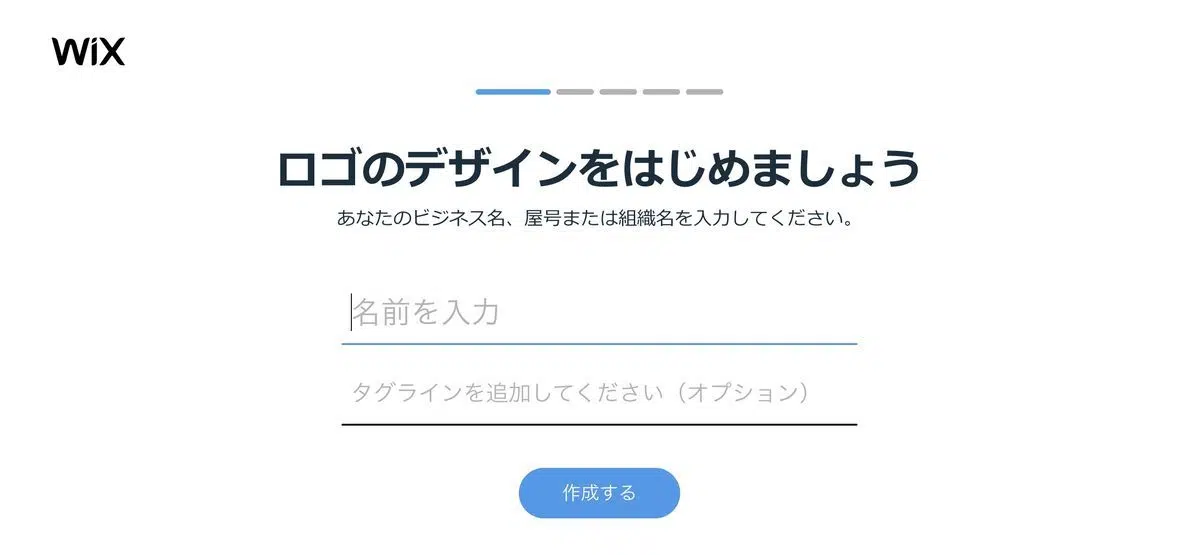 WiX
ロゴのデザインをはじめましょう
あなたのビジネス名、屋号または組織名を入力してください。
名前を入力
タグラインを追加してください（オプション）
作成する